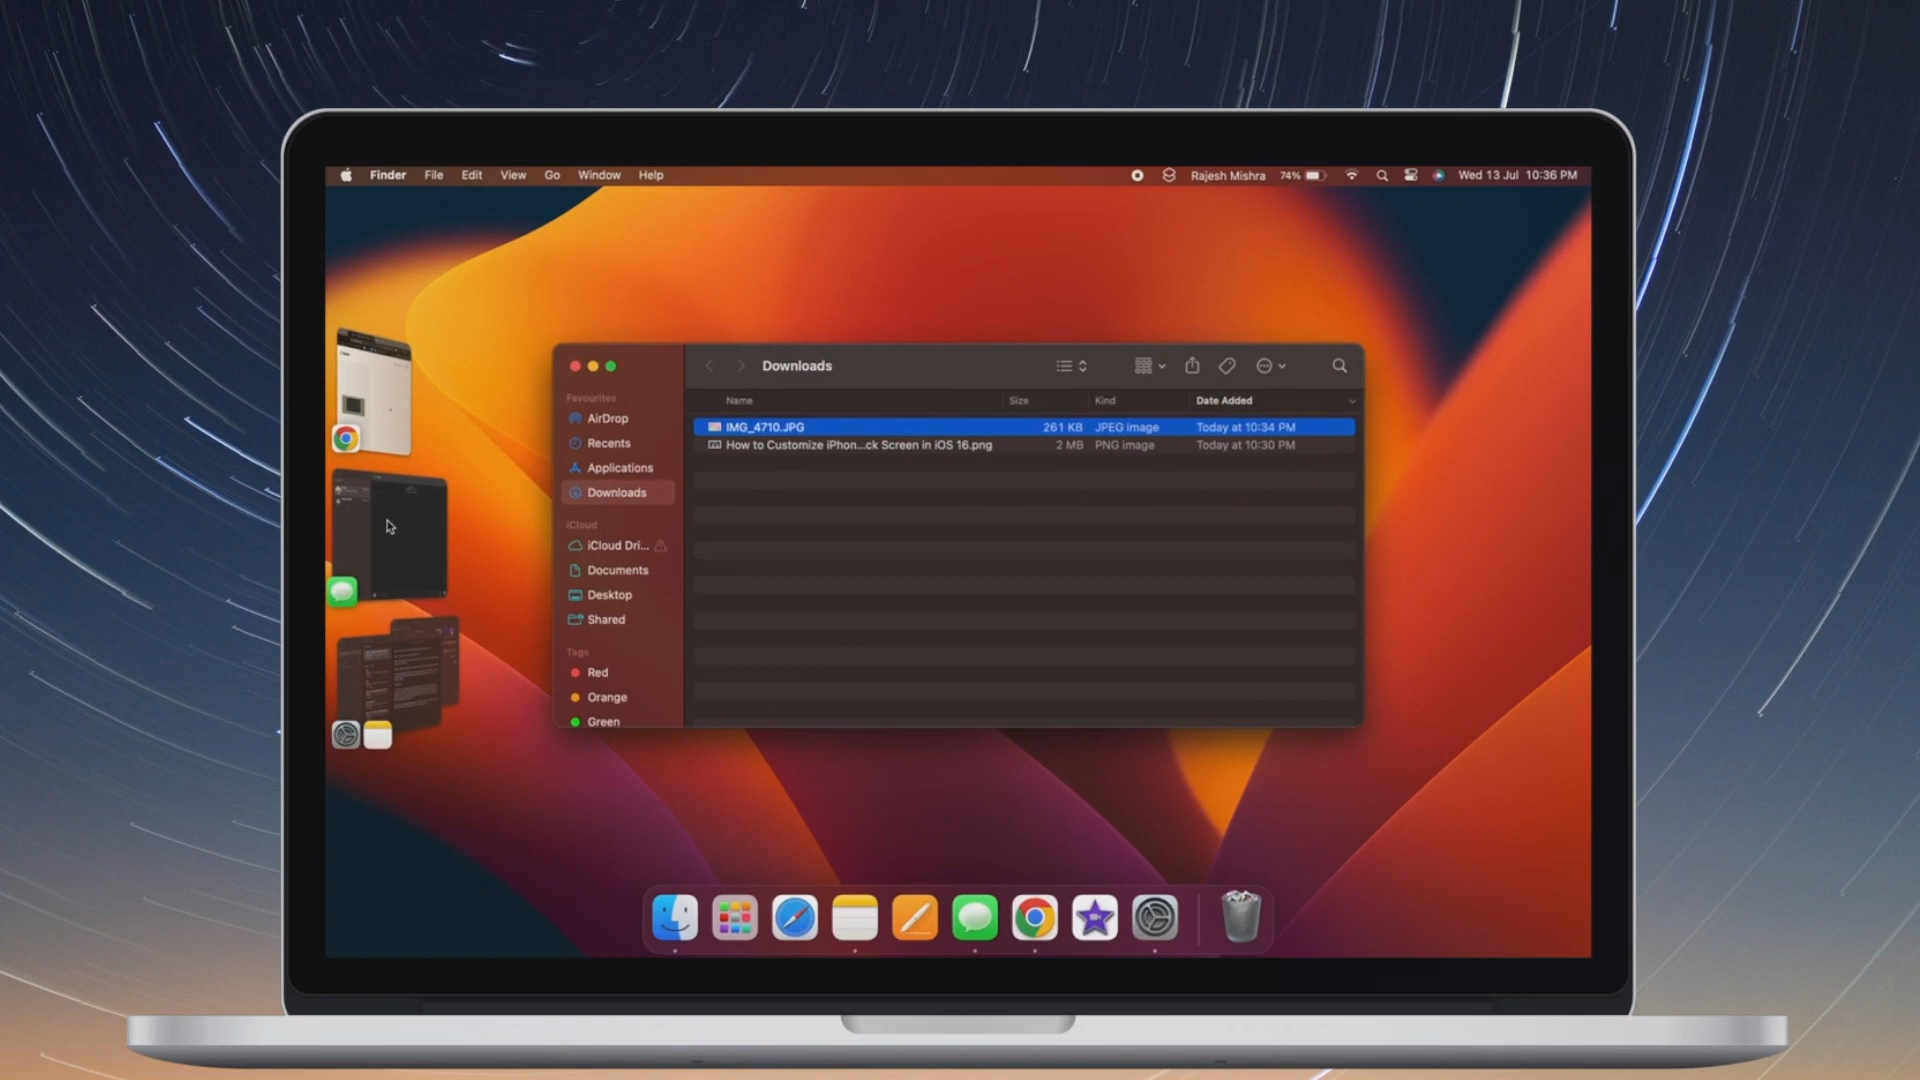 Finder File Edit View Go Window Help Rajesh Mishra 74% Wed 13 Jul 10:36 PM
Downloads
Favourites
AirDrop
Recents
Applications
Downloads
iCloud
iCloud Dri...
Documents
Desktop
Shared
Tags
Red
Orange
Green
Name Size Kind Date Added
IMG_4710.JPG 261 KB JPEG image Today at 10:34 PM
How to Customize iPhon...ck Screen in iOS 16.png 2 MB PNG image Today at 10:30 PM